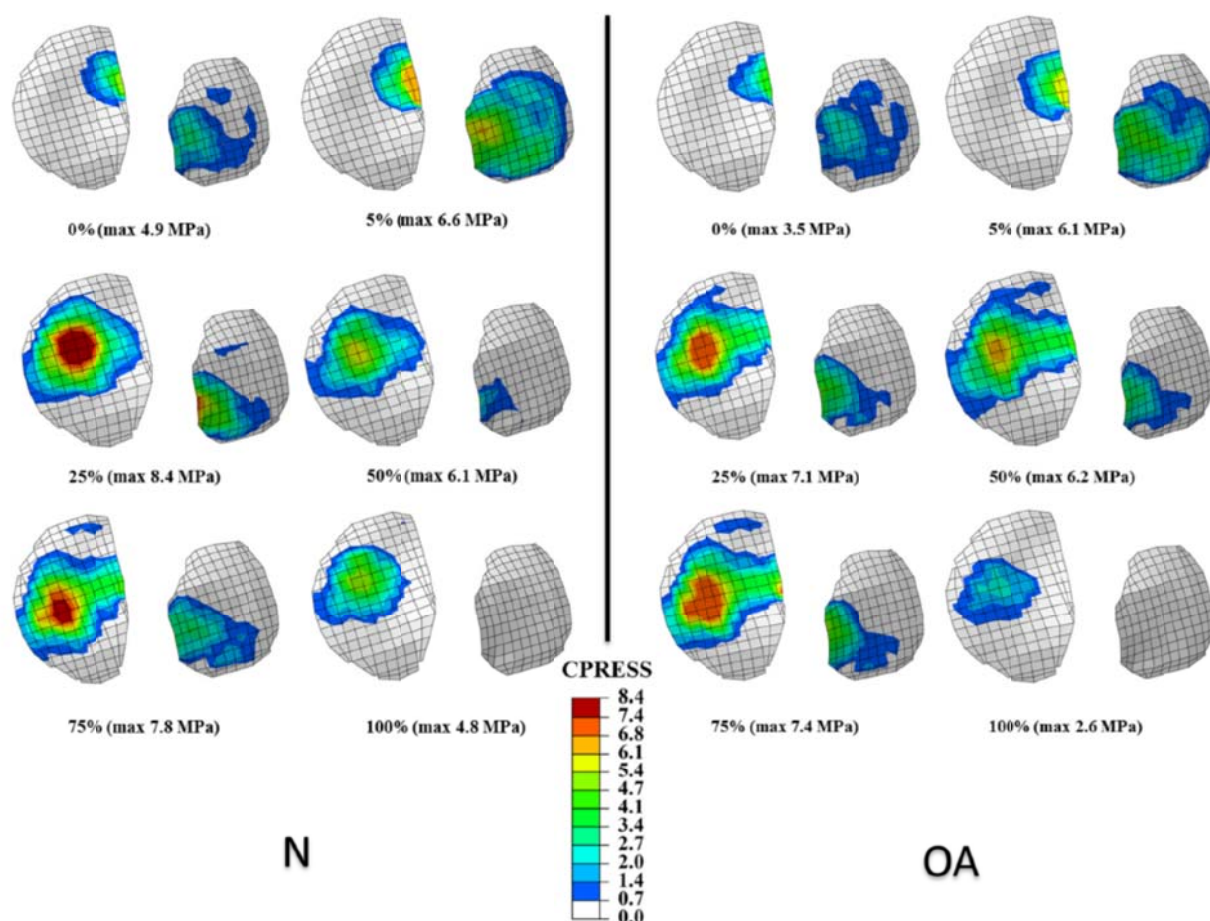 0% (max 4.9 MPa)
5% (max 6.6 MPa)
0% (max 3.5 MPa)
5% (max 6.1 MPa)
25% (max 8.4 MPa)
50% (max 6.1 MPa)
25% (max 7.1 MPa)
50% (max 6.2 MPa)
75% (max 7.8 MPa)
100% (max 4.8 MPa)
75% (max 7.4 MPa)
100% (max 2.6 MPa)
CPRESS
8.4
7.4
6.8
6.1
5.4
4.7
4.1
3.4
2.7
2.0
1.4
0.7
0.0
N
OA